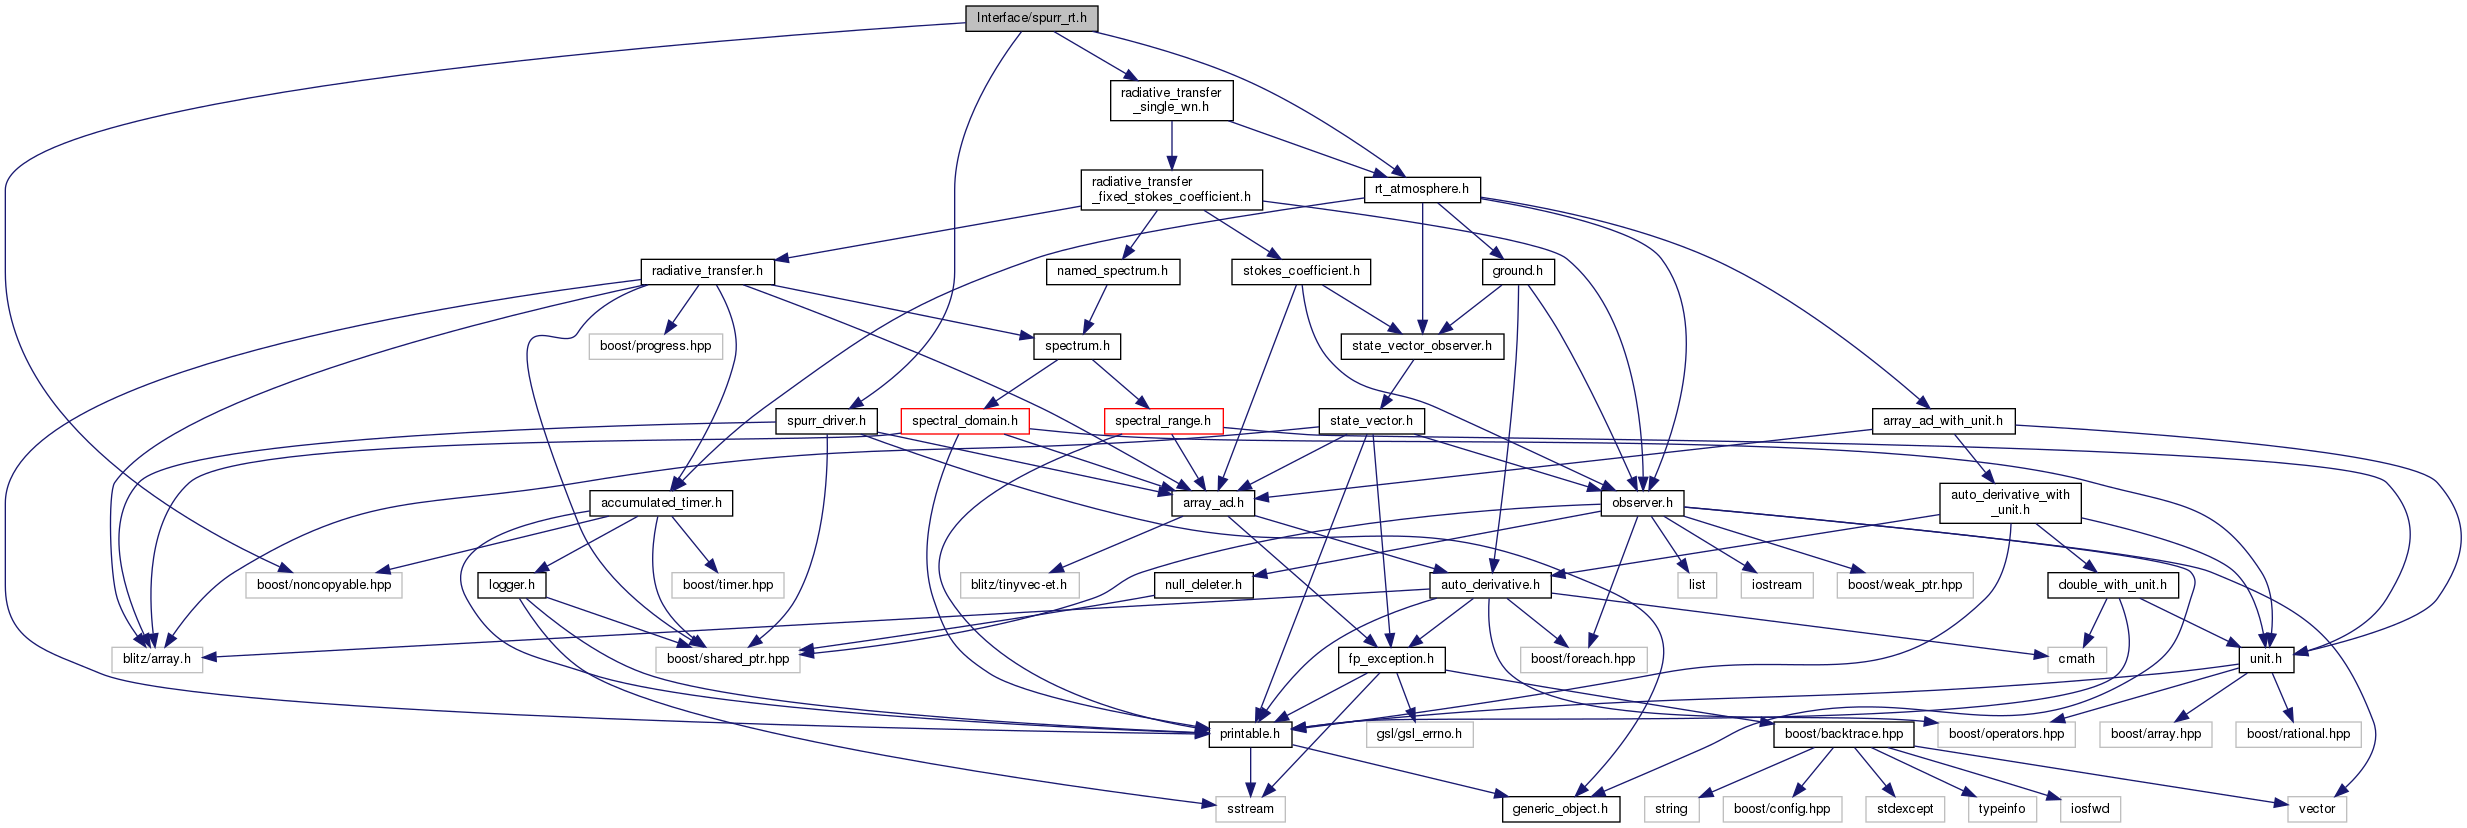 Interface/spurr_rt.h
radiative_transfer
_single_wn.h
radiative_transfer
_fixed_stokes_coefficient.h
rt_atmosphere.h
radiative_transfer.h
named_spectrum.h
stokes_coefficient.h
ground.h
boost/progress.hpp
spectrum.h
state_vector_observer.h
spurr_driver.h
spectral_domain.h
spectral_range.h
state_vector.h
array_ad_with_unit.h
accumulated_timer.h
array_ad.h
observer.h
auto_derivative_with
_unit.h
boost/noncopyable.hpp
logger.h
boost/timer.hpp
blitz/tinyvec-et.h
null_deleter.h
auto_derivative.h
list
iostream
boost/weak_ptr.hpp
double_with_unit.h
blitz/array.h
boost/shared_ptr.hpp
fp_exception.h
boost/foreach.hpp
cmath
unit.h
printable.h
gsl/gsl_errno.h
boost/backtrace.hpp
boost/operators.hpp
boost/array.hpp
boost/rational.hpp
sstream
generic_object.h
string
boost/config.hpp
stdexcept
typeinfo
iosfwd
vector